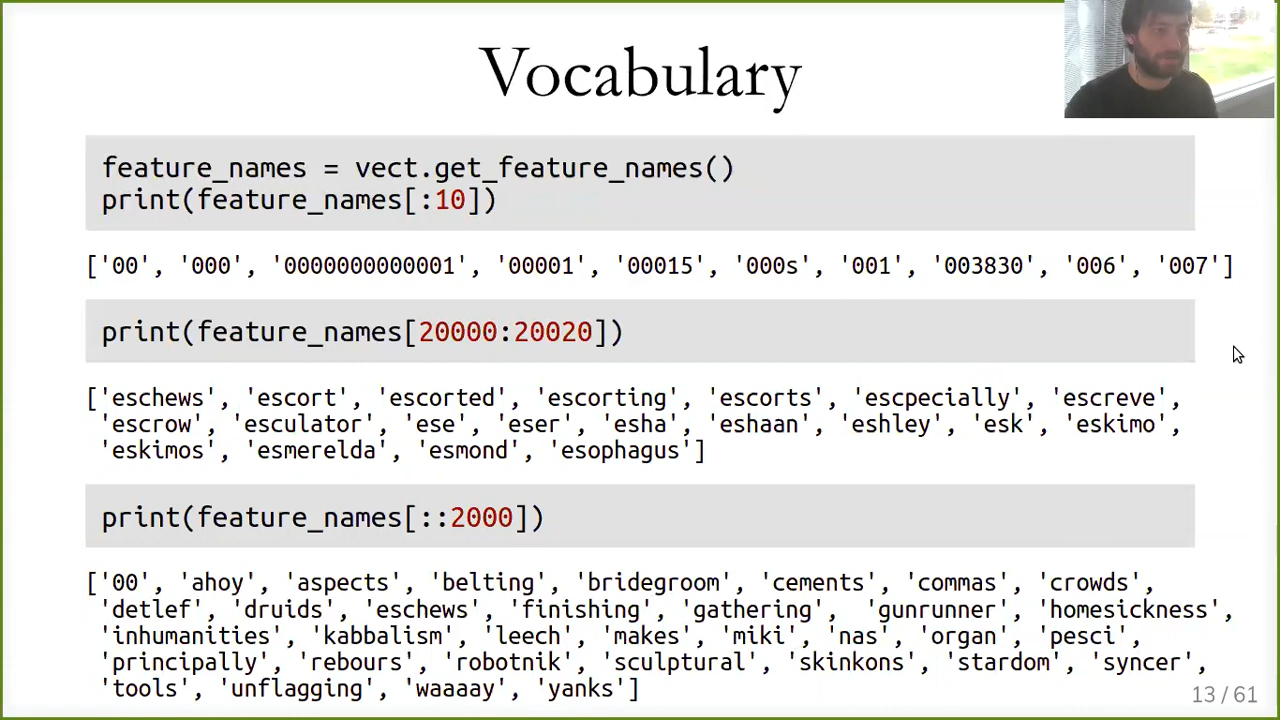 Vocabulary
feature_names = vect.get_feature_names()
print(feature_names[:10])
['00', '000', '0000000000001', '00001', '00015', '000s', '001', '003830', '006', '007']
print(feature_names[20000:20020])
['eschews', 'escort', 'escorted', 'escorting', 'escorts', 'escpecially', 'escreve',
'escrow', 'esculator', 'ese', 'eser', 'esha', 'eshaan', 'eshley', 'esk', 'eskimo',
'eskimos', 'esmerelda', 'esmond', 'esophagus']
print(feature_names[::2000])
['00', 'ahoy', 'aspects', 'belting', 'bridegroom', 'cements', 'commas', 'crowds',
'detlef', 'druids', 'eschews', 'finishing', 'gathering', 'gunrunner', 'homesickness',
'inhumanities', 'kabbalism', 'leech', 'makes', 'miki', 'nas', 'organ', 'pesci',
'principally', 'rebours', 'robotnik', 'sculptural', 'skinkons', 'stardom', 'syncer',
'tools', 'unflagging', 'waaaay', 'yanks']
13 / 61